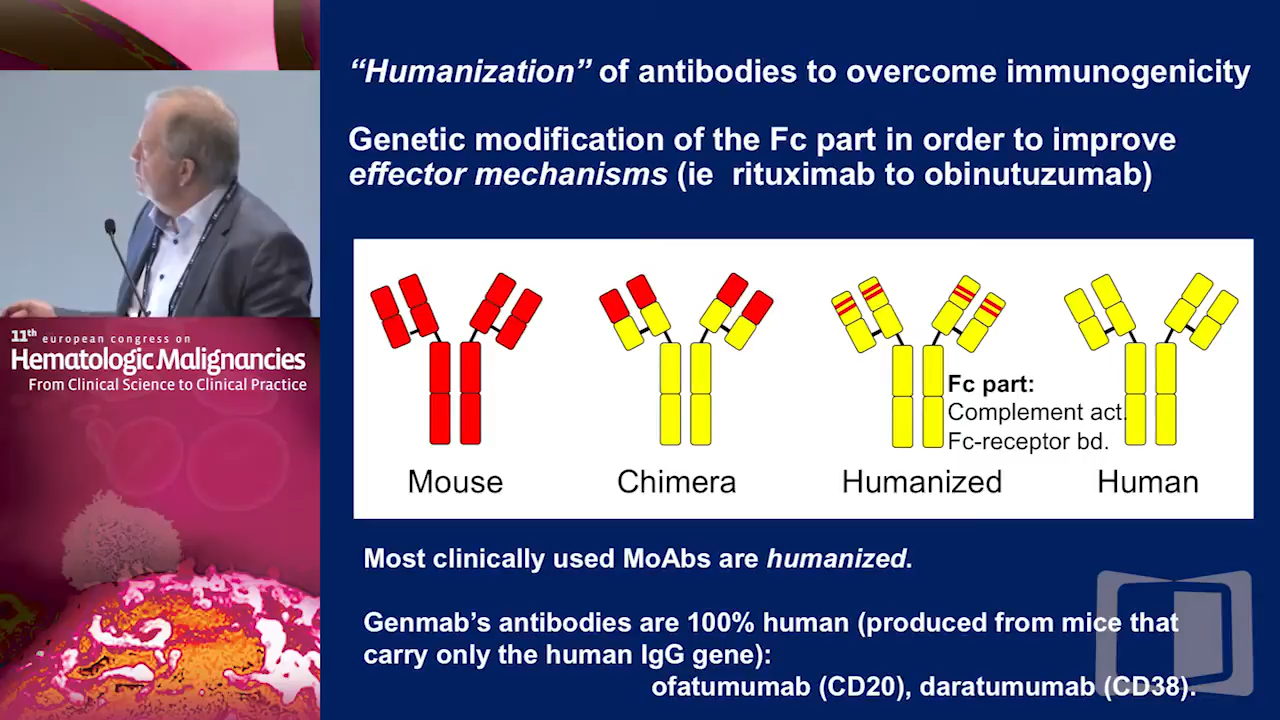 "Humanization" of antibodies to overcome immunogenicity
Genetic modification of the Fc part in order to improve
effector mechanisms (ie rituximab to obinutuzumab)
Fc part:
Complement act.
Fc-receptor bd.
Mouse
Chimera
Humanized
Human
Most clinically used MoAbs are humanized.
Genmab's antibodies are 100% human (produced from mice that
carry only the human IgG gene):
ofatumumab (CD20), daratumumab (CD38).
11th european congress on
Hematologic Malignancies
From Clinical Science to Clinical Practice